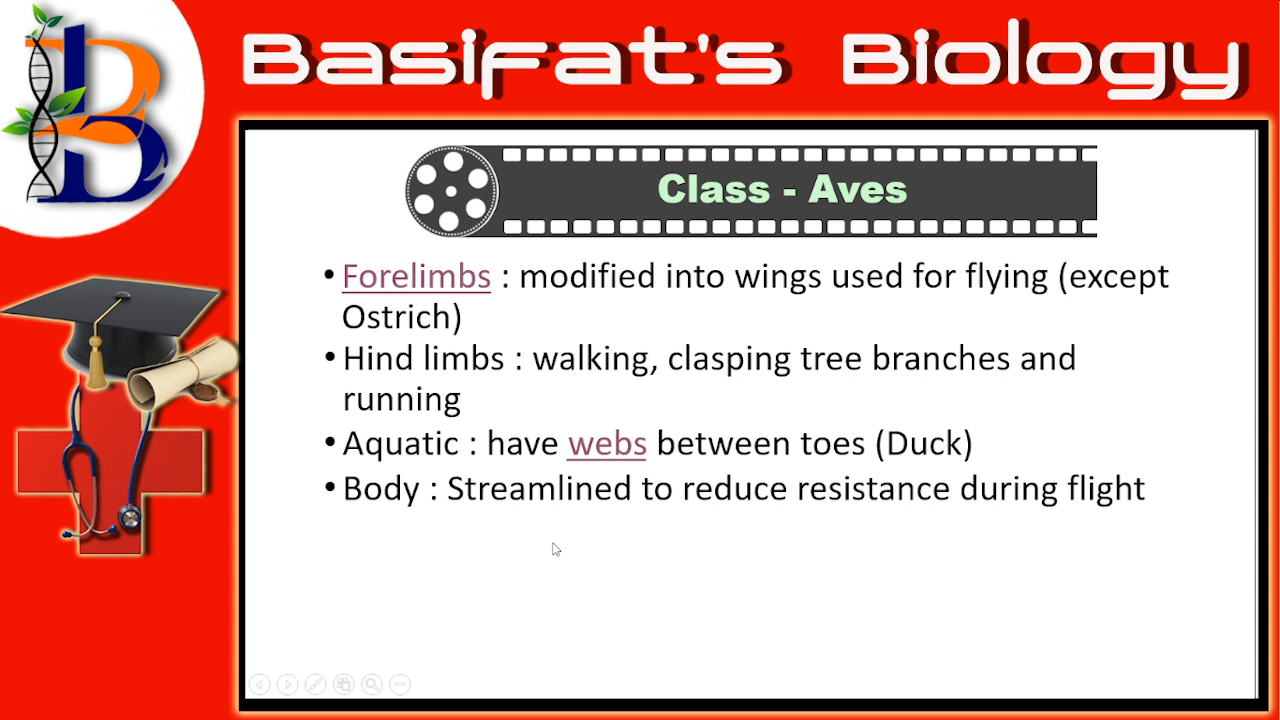 Basifat's Biology
B
Class - Aves
• Forelimbs : modified into wings used for flying (except
Ostrich)
• Hind limbs : walking, clasping tree branches and
running
• Aquatic : have webs between toes (Duck)
• Body : Streamlined to reduce resistance during flight